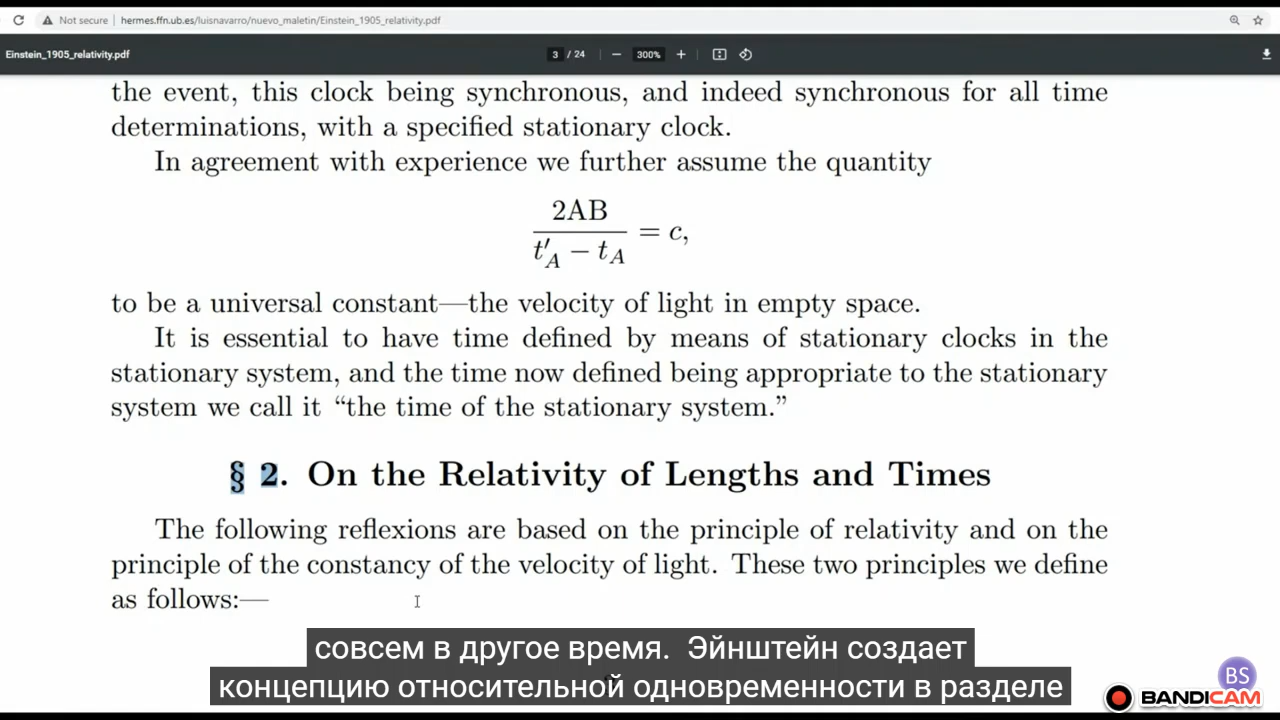 Not secure | hermes.ffn.ub.es/luisnavarro/nuevo_maletin/Einstein_1905_relativity.pdf
Einstein_1905_relativity.pdf 3 / 24 − 300% +
the event, this clock being synchronous, and indeed synchronous for all time
determinations, with a specified stationary clock.
In agreement with experience we further assume the quantity
2AB
t′A − tA
= c,
to be a universal constant—the velocity of light in empty space.
It is essential to have time defined by means of stationary clocks in the
stationary system, and the time now defined being appropriate to the stationary
system we call it “the time of the stationary system.”
§ 2. On the Relativity of Lengths and Times
The following reflexions are based on the principle of relativity and on the
principle of the constancy of the velocity of light. These two principles we define
as follows:—
совсем в другое время. Эйнштейн создает
концепцию относительной одновременности в разделе
BS
BANDICAM